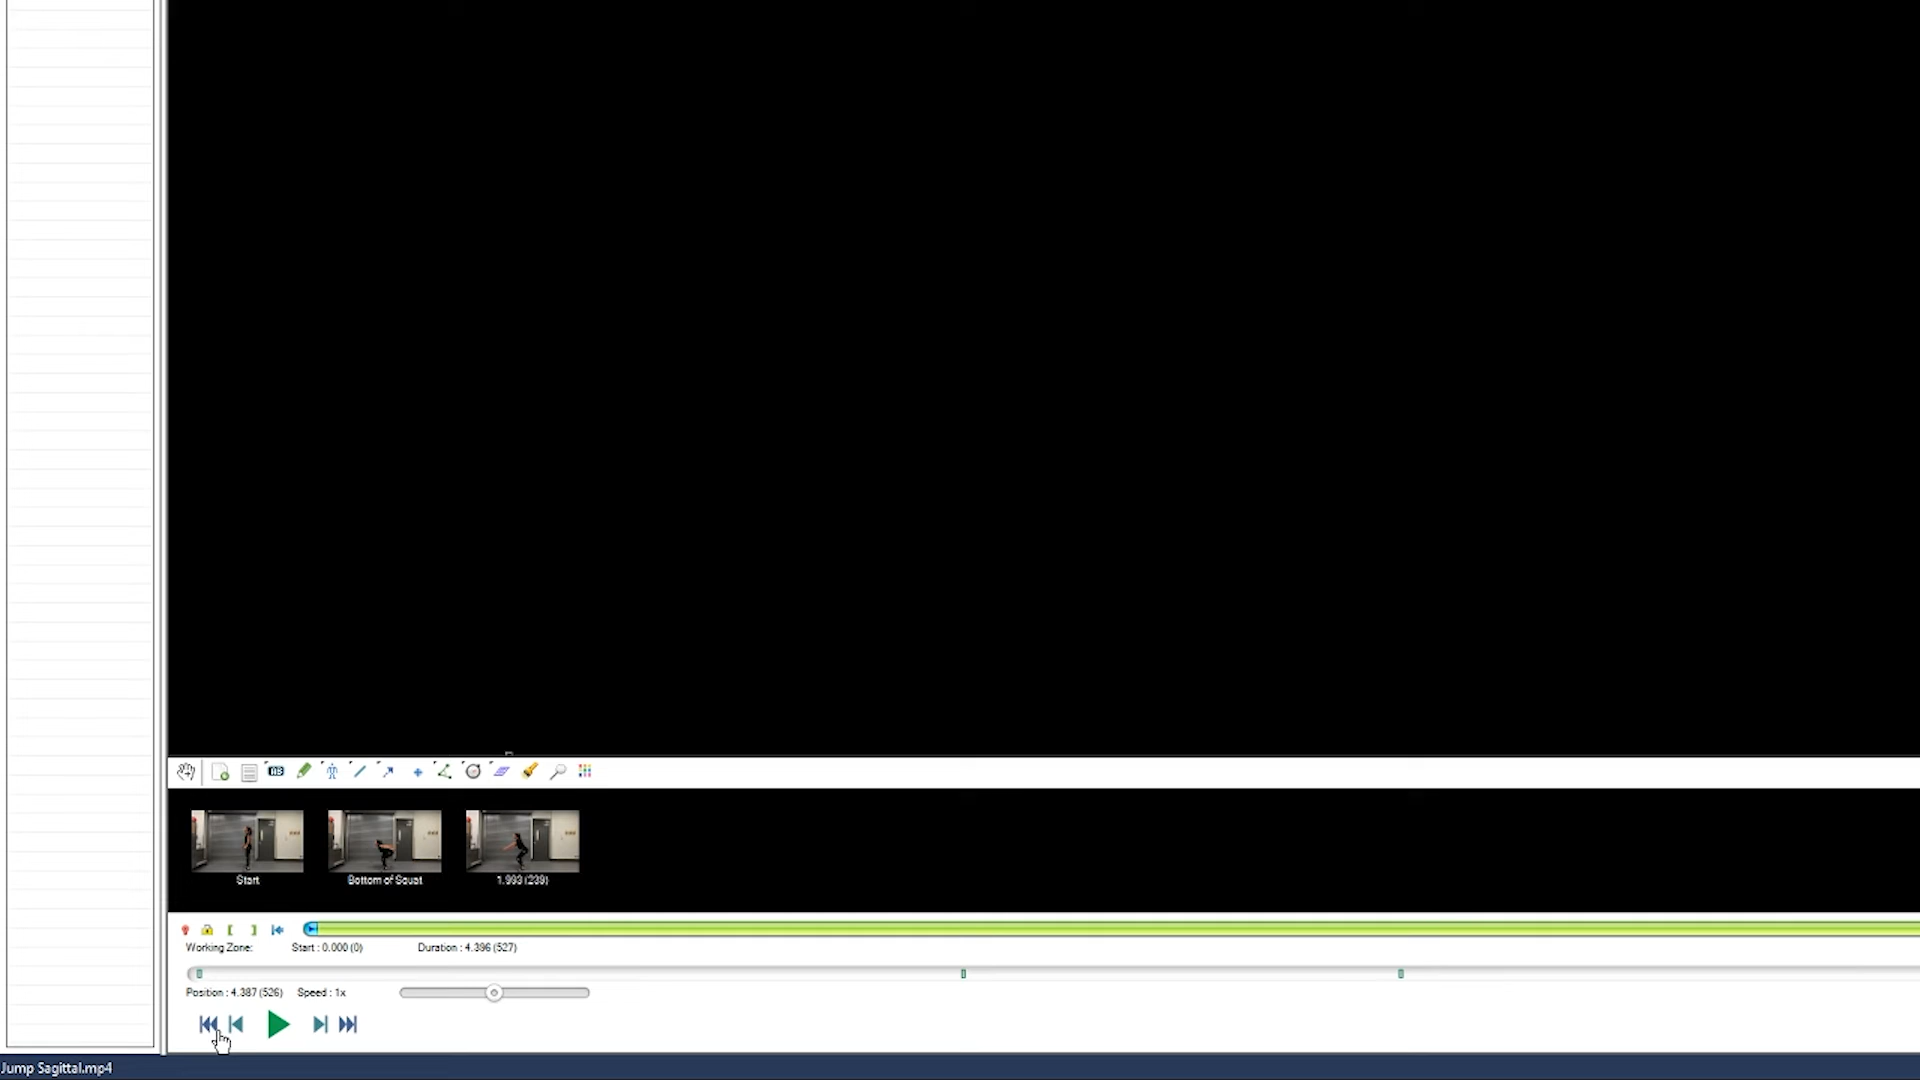 Start
Bottom of Squat
1.993 (239)
Working Zone:
Start : 0.000 (0)
Duration : 4.396 (527)
Position : 4.387 (526)
Speed : 1x
Jump Sagittal.mp4